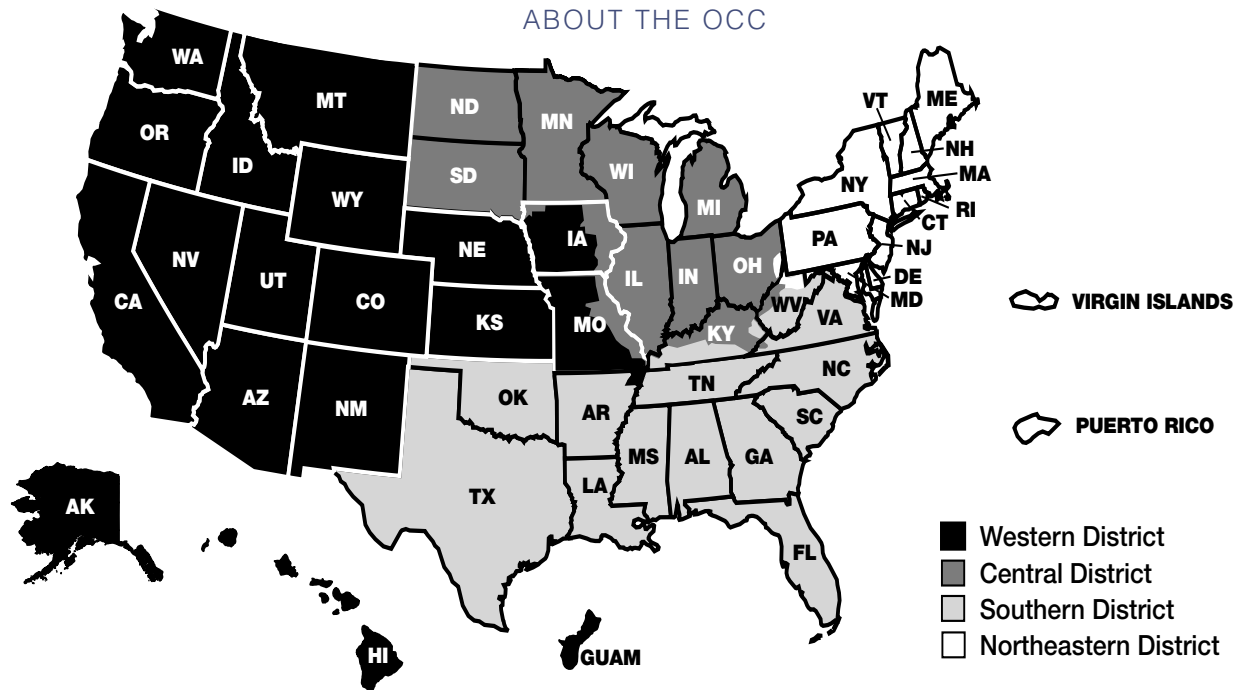 ABOUT THE OCC
WA
MT
ND
MN
VT
ME
OR
ID
SD
WI
NH
MA
WY
MI
NY
RI
CT
NE
IA
PA
NJ
NV
UT
CO
IL
IN
OH
DE
MD
CA
KS
MO
WV
VA
KY
VIRGIN ISLANDS
AZ
NM
OK
AR
TN
NC
SC
PUERTO RICO
TX
LA
MS
AL
GA
AK
FL
HI
GUAM
Western District
Central District
Southern District
Northeastern District